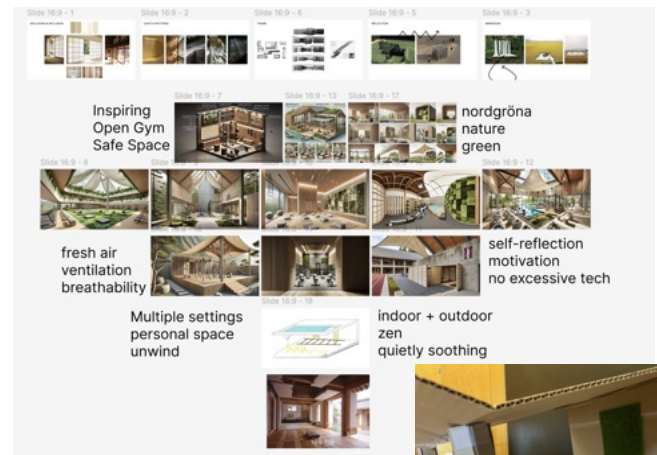 Slide 16:9 - 1
Slide 16:9 - 2
Slide 16:9 - 6
Slide 16:9 - 5
Slide 16:9 - 3
Slide 16:9 - 7
Slide 16:9 - 13
Slide 16:9 - 17
Inspiring
Open Gym
Safe Space
nordgröna
nature
green
Slide 16:9 - 8
Slide 16:9 - 12
fresh air
ventilation
breathability
self-reflection
motivation
no excessive tech
Multiple settings
personal space
unwind
Slide 16:9 - 18
indoor + outdoor
zen
quietly soothing